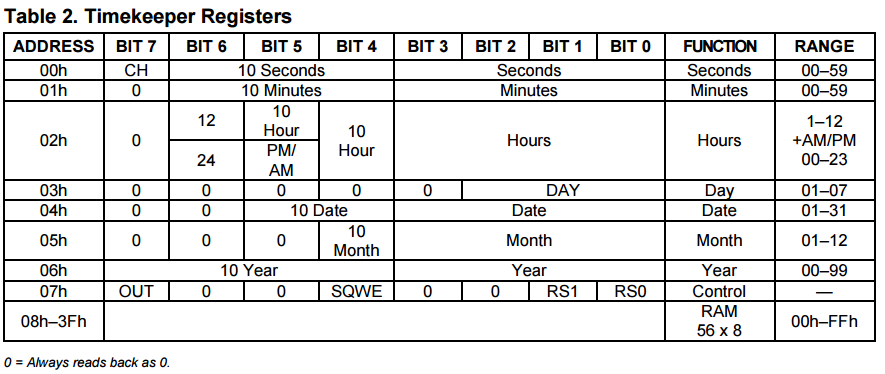 Table 2. Timekeeper Registers
ADDRESS BIT 7 BIT 6 BIT 5 BIT 4 BIT 3 BIT 2 BIT 1 BIT 0 FUNCTION RANGE
00h CH 10 Seconds Seconds Seconds 00–59
01h 0 10 Minutes Minutes Minutes 00–59
02h 0 12 10 Hour 10 Hour Hours Hours 1–12 +AM/PM 00–23
24 PM/ AM
03h 0 0 0 0 0 DAY Day 01–07
04h 0 0 10 Date Date Date 01–31
05h 0 0 0 10 Month Month Month 01–12
06h 10 Year Year Year 00–99
07h OUT 0 0 SQWE 0 0 RS1 RS0 Control —
08h–3Fh RAM 56 x 8 00h–FFh
0 = Always reads back as 0.